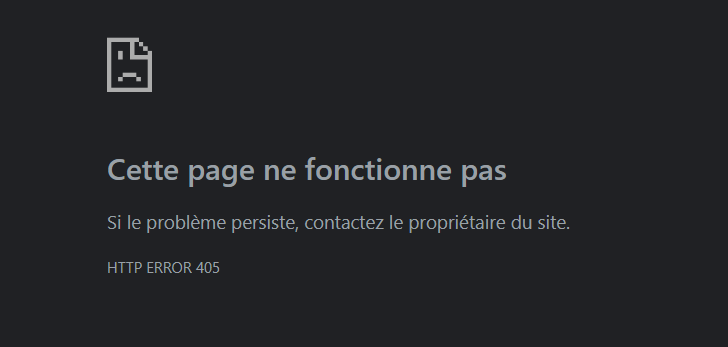 Cette page ne fonctionne pas
Si le problème persiste, contactez le propriétaire du site.
HTTP ERROR 405